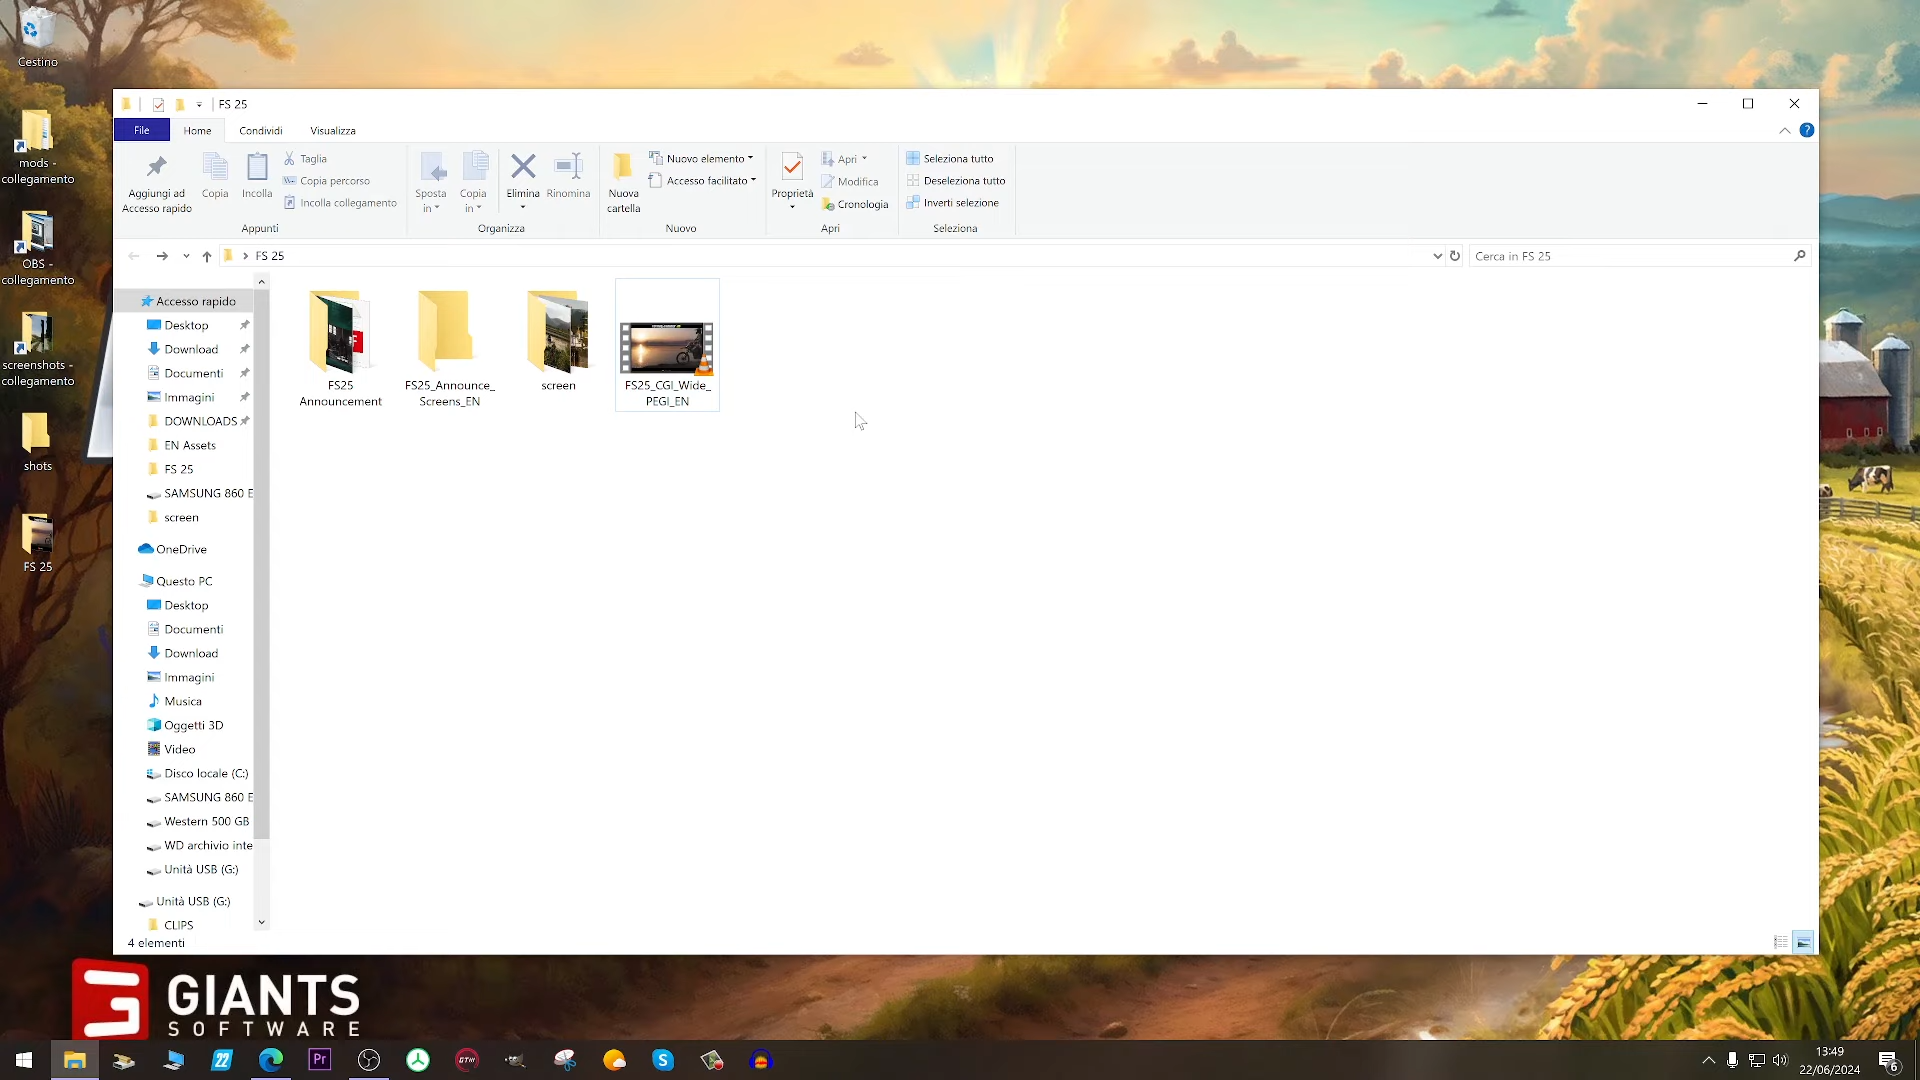 Cestino
mods -
collegamento
OBS -
collegamento
screenshots -
collegamento
shots
FS 25
FS 25
File
Home
Condividi
Visualizza
?
Aggiungi ad
Accesso rapido
Copia
Incolla
Taglia
Copia percorso
Incolla collegamento
Appunti
Sposta
in
Copia
in
Elimina
Rinomina
Organizza
Nuova
cartella
Nuovo elemento
Accesso facilitato
Nuovo
Proprietà
Apri
Modifica
Cronologia
Apri
Seleziona tutto
Deseleziona tutto
Inverti selezione
Seleziona
FS 25
Cerca in FS 25
Accesso rapido
Desktop
Download
Documenti
Immagini
DOWNLOADS
EN Assets
FS 25
SAMSUNG 860 E
screen
OneDrive
Questo PC
Desktop
Documenti
Download
Immagini
Musica
Oggetti 3D
Video
Disco locale (C:)
SAMSUNG 860 E
Western 500 GB
WD archivio inte
Unità USB (G:)
Unità USB (G:)
CLIPS
4 elementi
FS25
Announcement
FS25_Announce_
Screens_EN
screen
FS25_CGI_Wide_
PEGI_EN
GIANTS
SOFTWARE
22
Pr
GTW
S
13:49
22/06/2024
6